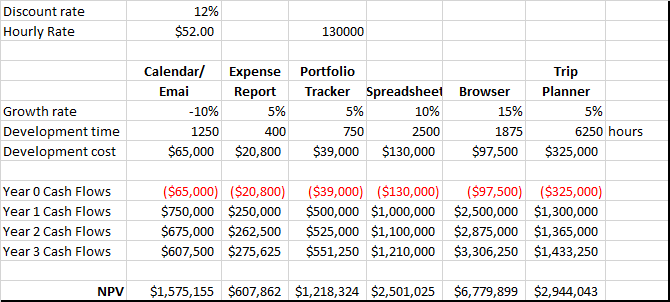 Discount rate 12%
Hourly Rate $52.00 130000
Calendar/ Expense Portfolio Trip
Emai Report Tracker Spreadsheet Browser Planner
Growth rate -10% 5% 5% 10% 15% 5%
Development time 1250 400 750 2500 1875 6250 hours
Development cost $65,000 $20,800 $39,000 $130,000 $97,500 $325,000
Year 0 Cash Flows ($65,000) ($20,800) ($39,000) ($130,000) ($97,500) ($325,000)
Year 1 Cash Flows $750,000 $250,000 $500,000 $1,000,000 $2,500,000 $1,300,000
Year 2 Cash Flows $675,000 $262,500 $525,000 $1,100,000 $2,875,000 $1,365,000
Year 3 Cash Flows $607,500 $275,625 $551,250 $1,210,000 $3,306,250 $1,433,250
NPV $1,575,155 $607,862 $1,218,324 $2,501,025 $6,779,899 $2,944,043